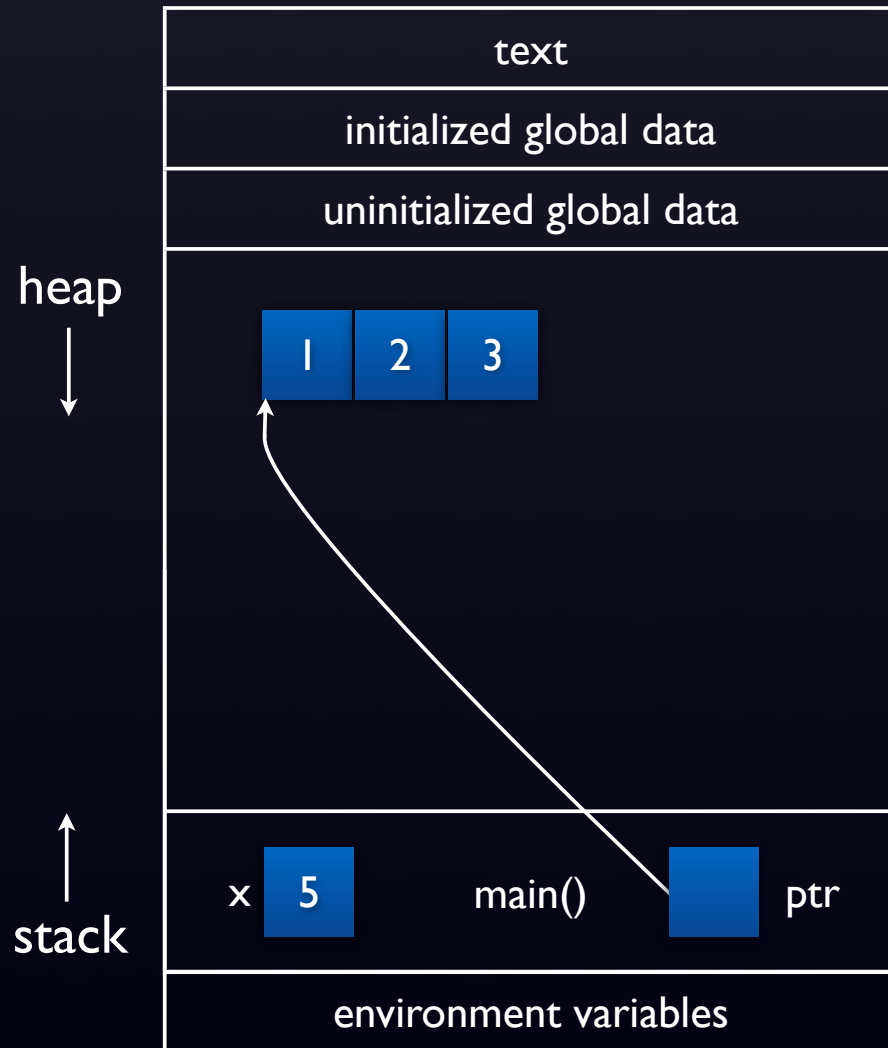 text
initialized global data
uninitialized global data
heap
1 2 3
x 5 main() ptr
stack
environment variables